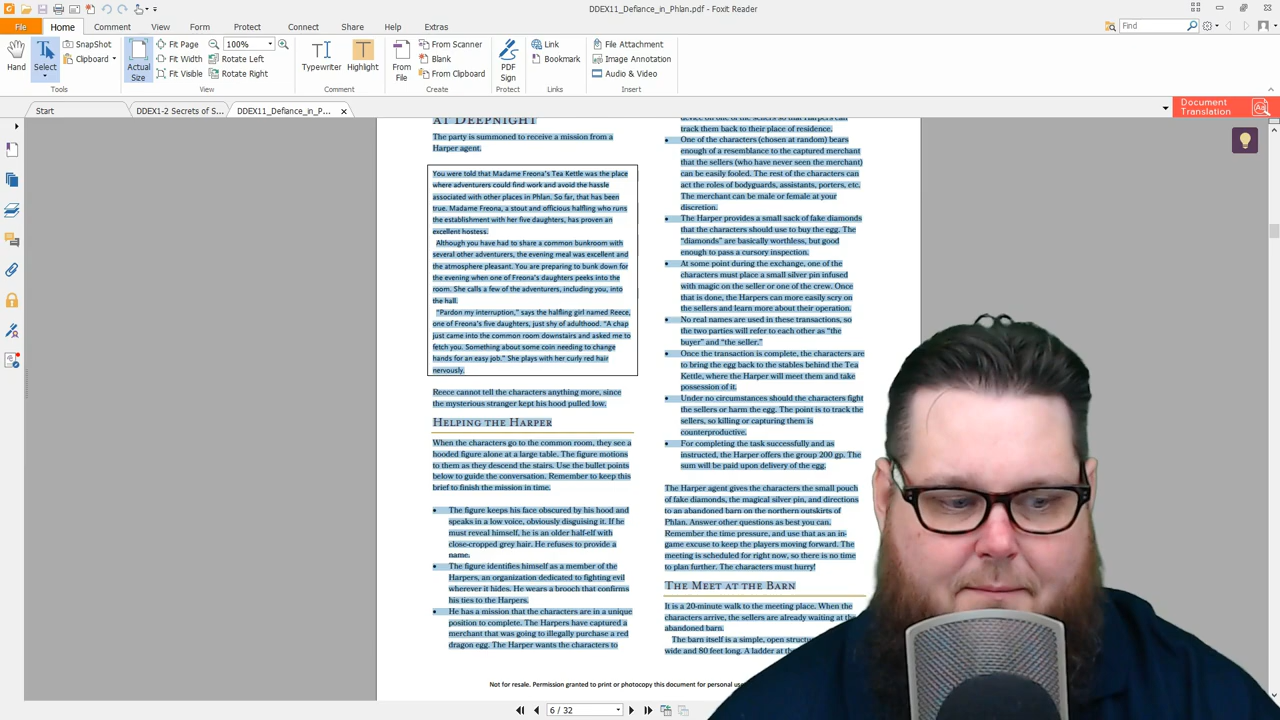 DDEX11_Defiance_in_Phlan.pdf - Foxit Reader
File
Home
Comment
View
Form
Protect
Connect
Share
Help
Find
Hand
Select
SnapShot
Clipboard
Actual
Size
Fit Page
Fit Width
Fit Visible
100%
Rotate Left
Rotate Right
Typewriter
Highlight
From
File
From Scanner
Blank
From Clipboard
PDF
Sign
Link
Bookmark
File Attachment
Image Annotation
Audio & Video
Tools
View
Comment
Create
Protect
Links
Insert
Start
DDEX1-2 Secrets of S...
DDEX11_Defiance_in_P...
Document
Translation
AT DEEPNIGHT
The party is summoned to receive a mission from a
Harper agent.
You were told that Madame Freona's Tea Kettle was the place
where adventurers could find work and avoid the hassle
associated with other places in Phlan. So far, that has been
true. Madame Freona, a stout and officious halfling who runs
the establishment with her five daughters, has proven an
excellent hostess.
Although you have had to share a common bunkroom with
several other adventurers, the evening meal was excellent and
the atmosphere pleasant. You are preparing to bunk down for
the evening when one of Freona's daughters peeks into the
room. She calls a few of the adventurers, including you, into
the hall.
"Pardon my interruption," says the halfling girl named Reece,
one of Freona's five daughters, just shy of adulthood. "A chap
just came into the common room downstairs and asked me to
fetch you. Something about some coin needing to change
hands for an easy job." She plays with her curly red hair
nervously.
Reece cannot tell the characters anything more, since
the mysterious stranger kept his hood pulled low.
HELPING THE HARPER
When the characters go to the common room, they see a
hooded figure alone at a large table. The figure motions
to them as they descend the stairs. Use the bullet points
below to guide the conversation. Remember to keep this
brief to finish the mission in time.
• The figure keeps his face obscured by his hood and
speaks in a low voice, obviously disguising it. If he
must reveal himself, he is an older half-elf with
close-cropped grey hair. He refuses to provide a
name.
• The figure identifies himself as a member of the
Harpers, an organization dedicated to fighting evil
wherever it hides. He wears a brooch that confirms
his ties to the Harpers.
• He has a mission that the characters are in a unique
position to complete. The Harpers have captured a
merchant that was going to illegally purchase a red
dragon egg. The Harper wants the characters to
device on one of the sellers so that Harpers can
track them back to their place of residence.
• One of the characters (chosen at random) bears
enough of a resemblance to the captured merchant
that the sellers (who have never seen the merchant)
can be easily fooled. The rest of the characters can
act the roles of bodyguards, assistants, porters, etc.
The merchant can be male or female at your
discretion.
• The Harper provides a small sack of fake diamonds
that the characters should use to buy the egg. The
"diamonds" are basically worthless, but good
enough to pass a cursory inspection.
• At some point during the exchange, one of the
characters must place a small silver pin infused
with magic on the seller or one of the crew. Once
that is done, the Harpers can more easily scry on
the sellers and learn more about their operation.
• No real names are used in these transactions, so
the two parties will refer to each other as "the
buyer" and "the seller."
• Once the transaction is complete, the characters are
to bring the egg back to the stables behind the Tea
Kettle, where the Harper will meet them and take
possession of it.
• Under no circumstances should the characters fight
the sellers or harm the egg. The point is to track the
sellers, so killing or capturing them is
counterproductive.
• For completing the task successfully and as
instructed, the Harper offers the group 200 gp. The
sum will be paid upon delivery of the egg.
The Harper agent gives the characters the small pouch
of fake diamonds, the magical silver pin, and directions
to an abandoned barn on the northern outskirts of
Phlan. Answer other questions as best you can.
Remember the time pressure, and use that as an in-
game excuse to keep the players moving forward. The
meeting is scheduled for right now, so there is no time
to plan further. The characters must hurry!
THE MEET AT THE BARN
It is a 20-minute walk to the meeting place. When the
characters arrive, the sellers are already waiting at the
abandoned barn.
The barn itself is a simple, open
wide and 80 feet long. A ladder at
Not for resale. Permission granted to print or photocopy this document for personal
6 / 32